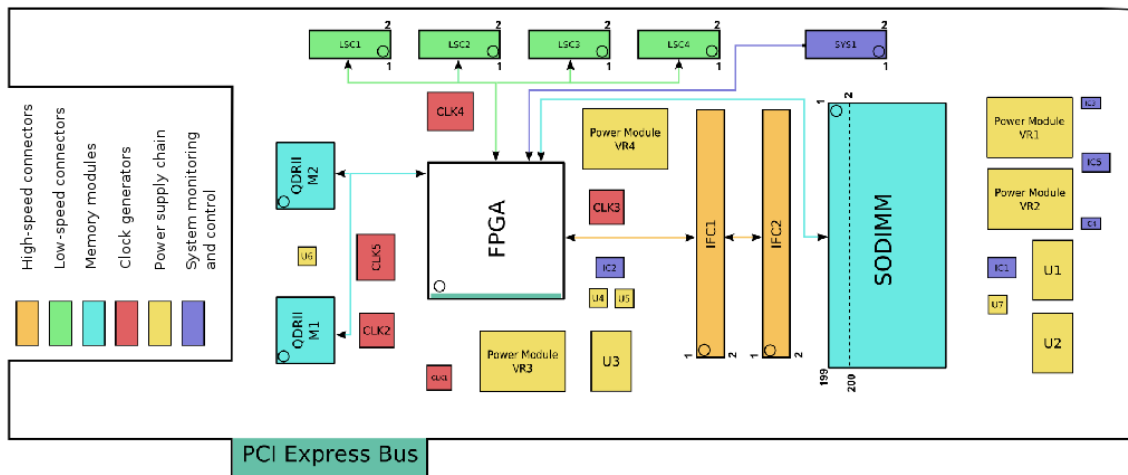 2
2
2
2
2
LSC1
LSC2
LSC3
LSC4
SYS1
1
1
1
1
1
High-speed connectors
Low-speed connectors
Memory modules
Clock generators
Power supply chain
System monitoring
and control
CLK4
Power Module
VR4
1
2
Power Module
VR1
IC5
QDRII
M2
FPGA
CLK3
IFC1
IFC2
SODIMM
Power Module
VR2
U6
CLK5
IC2
U4
U5
IC1
U1
U7
QDRII
M1
CLK2
U2
CLK1
Power Module
VR3
U3
1
2
1
2
199
200
PCI Express Bus